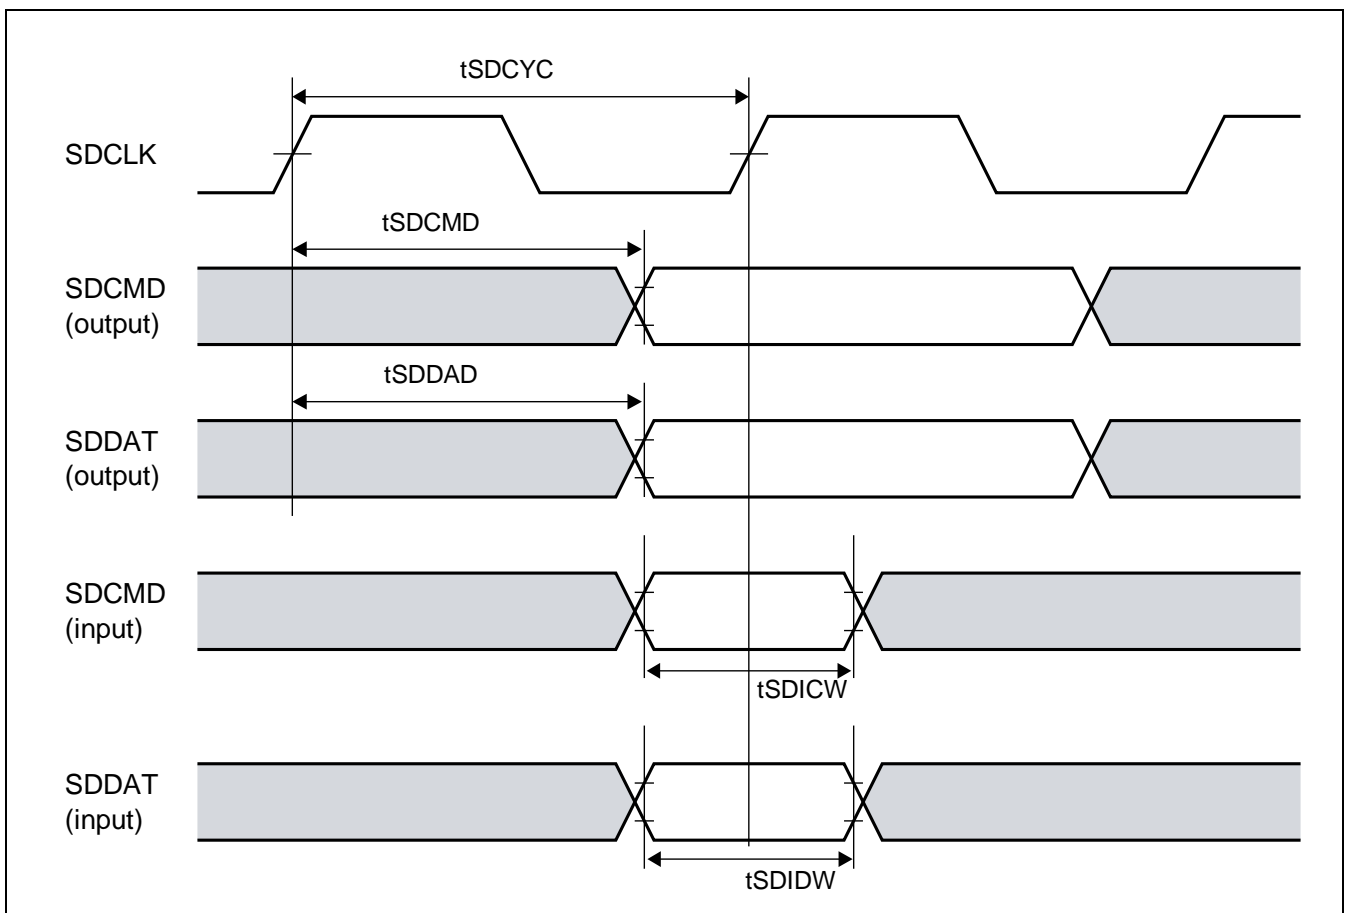 tSDCYC
SDCLK
tSDCMD
SDCMD
(output)
tSDDAD
SDDAT
(output)
SDCMD
(input)
tSDICW
SDDAT
(input)
tSDIDW